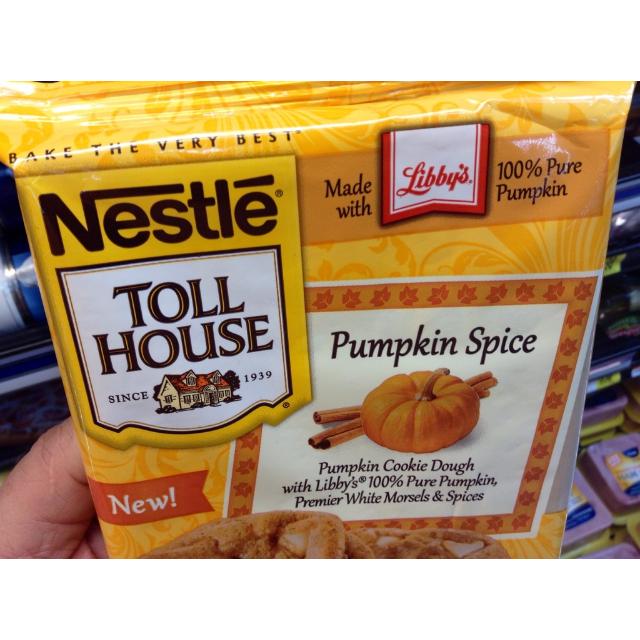 BAKE THE VERY BEST®
Nestlé®
TOLL
HOUSE
SINCE 1939
®
Made
with
Libby's.
100% Pure
Pumpkin
Pumpkin Spice
Pumpkin Cookie Dough
with Libby's® 100% Pure Pumpkin,
Premier White Morsels & Spices
New!